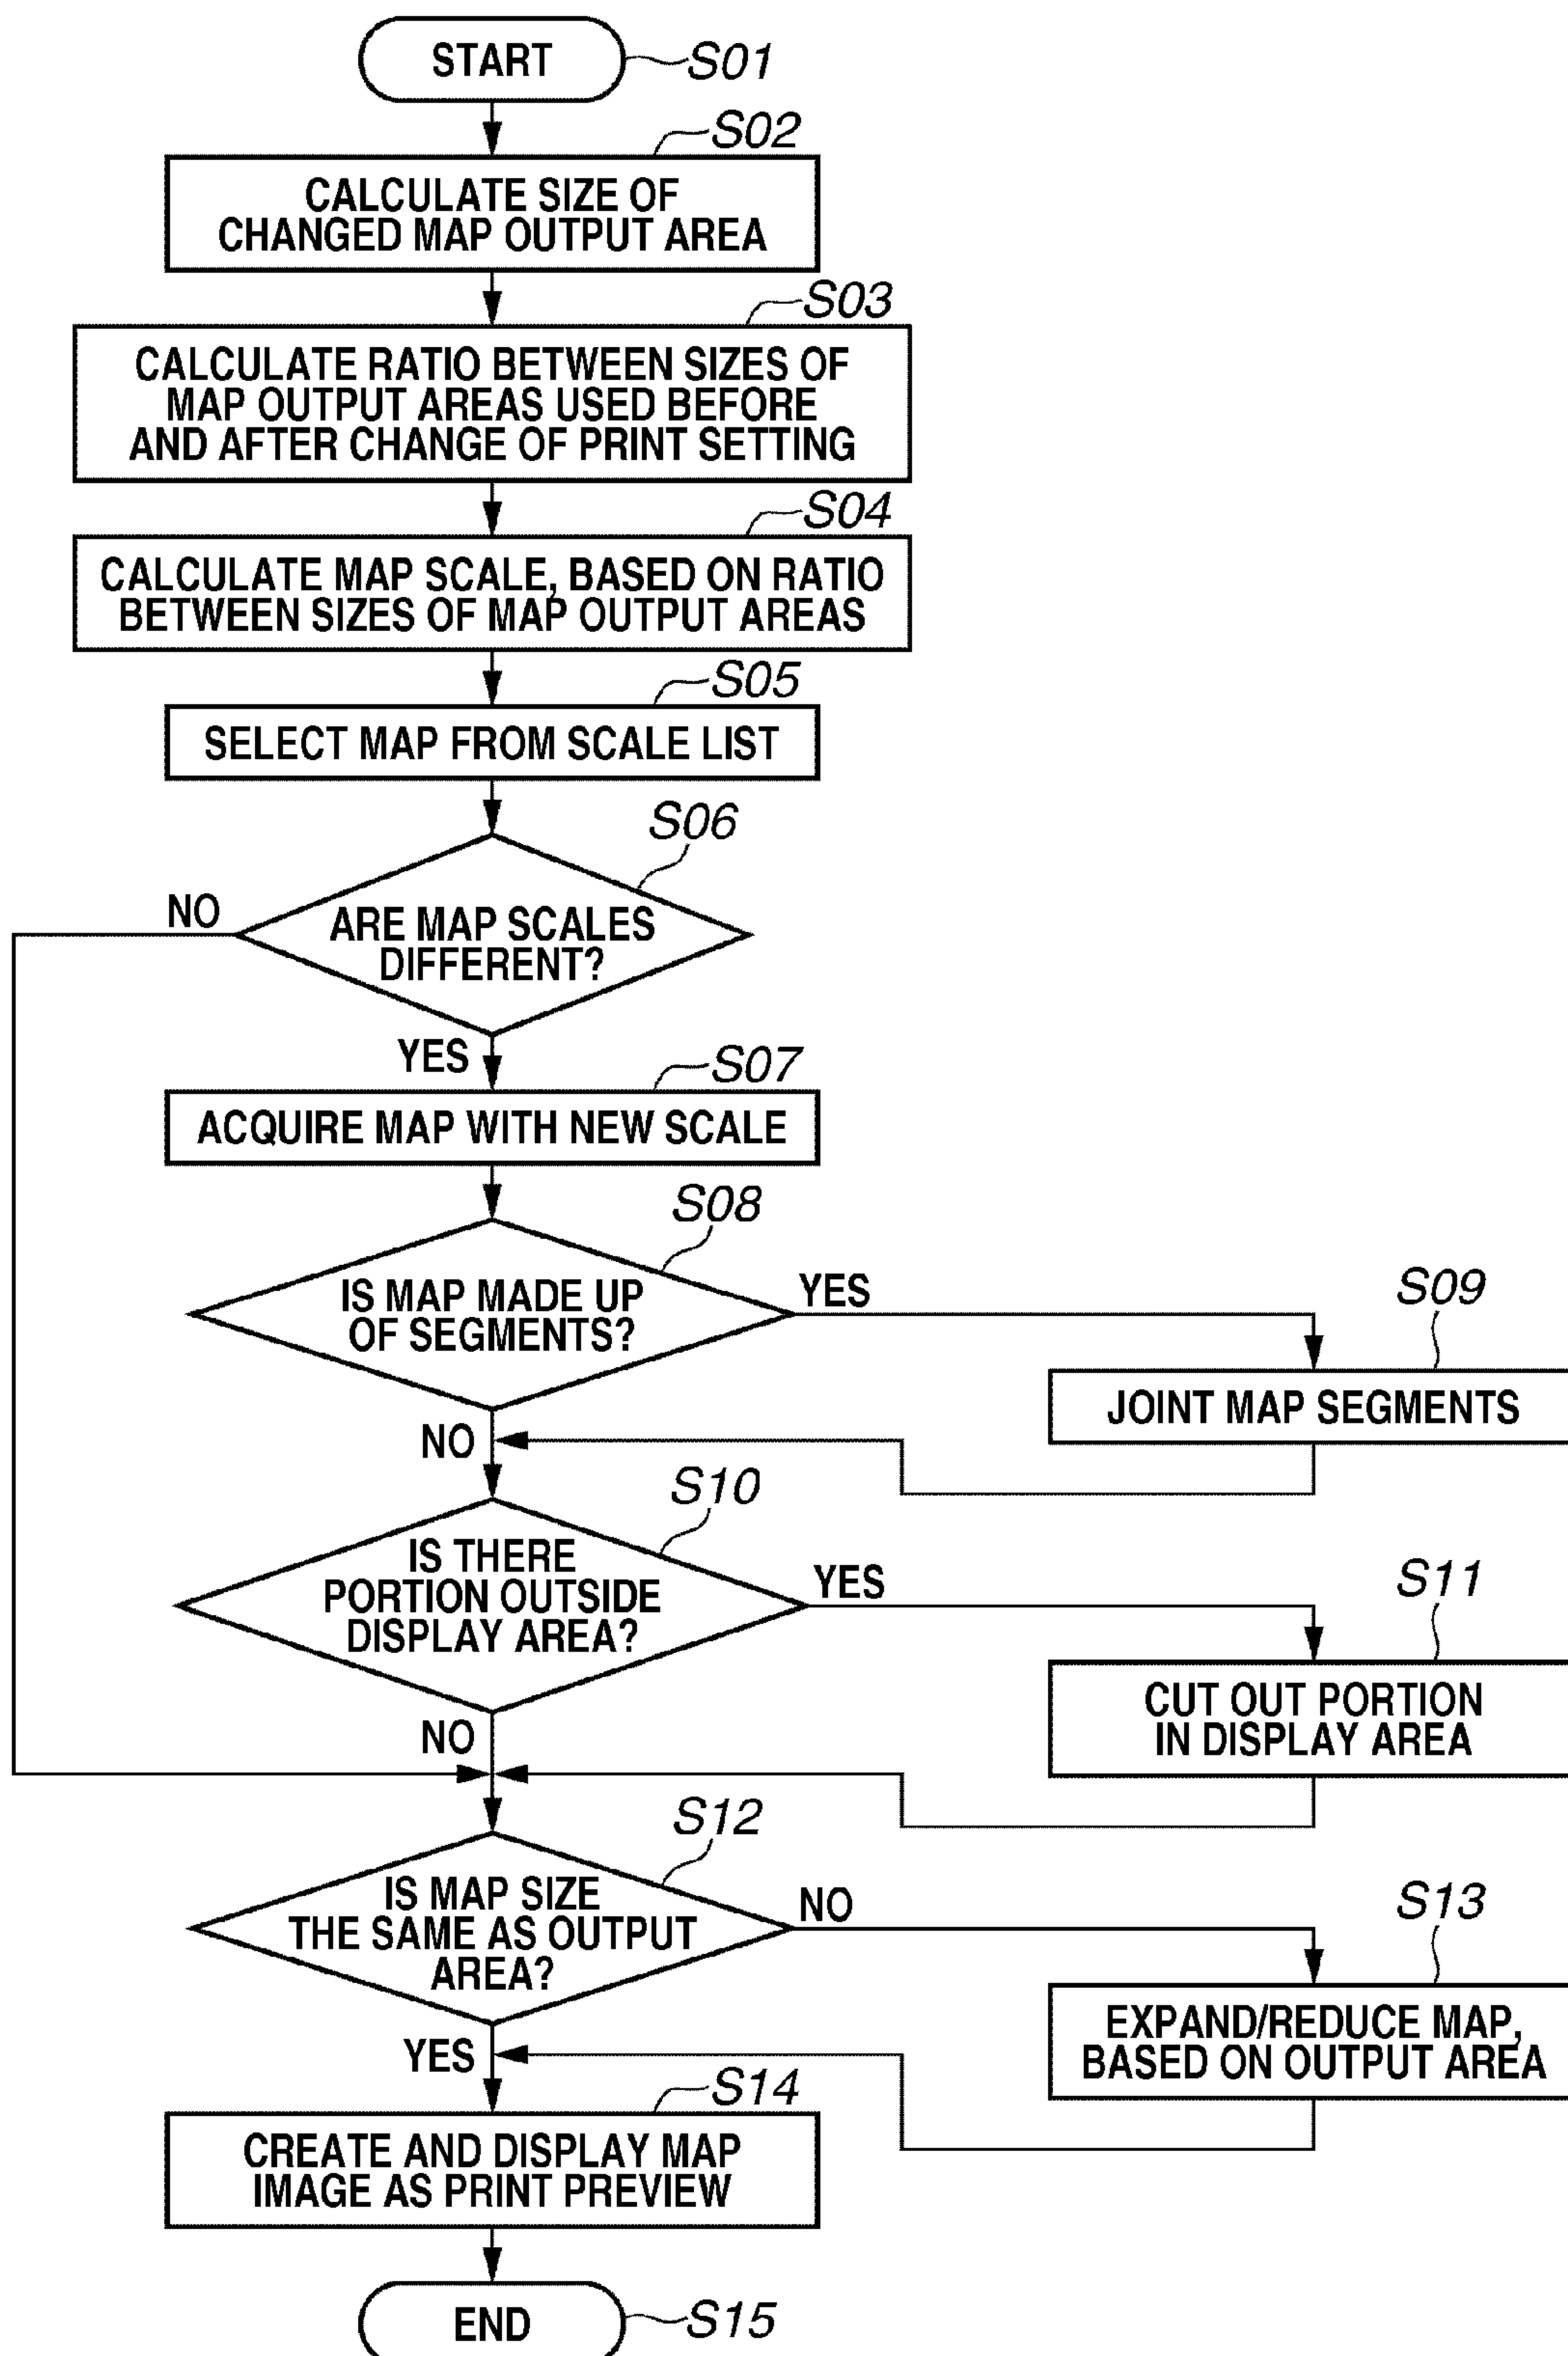 START
S01
S02
CALCULATE SIZE OF
CHANGED MAP OUTPUT AREA
S03
CALCULATE RATIO BETWEEN SIZES OF
MAP OUTPUT AREAS USED BEFORE
AND AFTER CHANGE OF PRINT SETTING
S04
CALCULATE MAP SCALE, BASED ON RATIO
BETWEEN SIZES OF MAP OUTPUT AREAS
S05
SELECT MAP FROM SCALE LIST
S06
NO
ARE MAP SCALES
DIFFERENT?
YES
S07
ACQUIRE MAP WITH NEW SCALE
S08
IS MAP MADE UP
OF SEGMENTS?
YES
S09
JOINT MAP SEGMENTS
NO
S10
IS THERE
PORTION OUTSIDE
DISPLAY AREA?
YES
S11
CUT OUT PORTION
IN DISPLAY AREA
NO
S12
IS MAP SIZE
THE SAME AS OUTPUT
AREA?
NO
S13
EXPAND/REDUCE MAP,
BASED ON OUTPUT AREA
YES
S14
CREATE AND DISPLAY MAP
IMAGE AS PRINT PREVIEW
END
S15